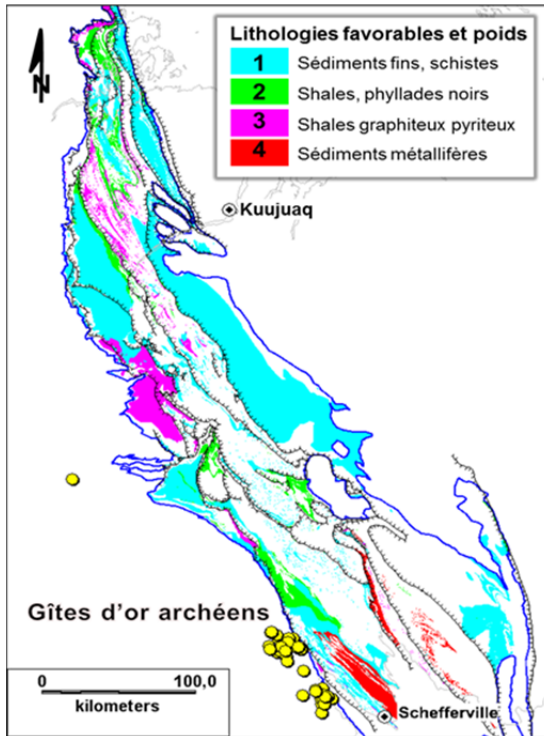 Lithologies favorables et poids
1 Sédiments fins, schistes
2 Shales, phyllades noirs
3 Shales graphiteux pyriteux
4 Sédiments métallifères
N
Kuujuaq
Gîtes d'or archéens
0 100,0
kilometers
Schefferville